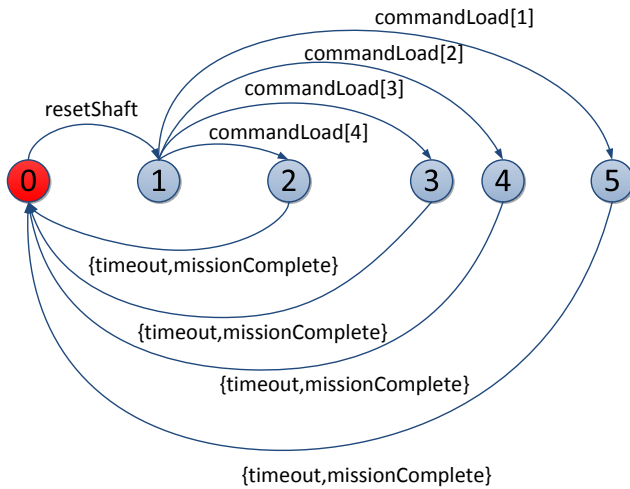 commandLoad[1]
commandLoad[2]
commandLoad[3]
resetShaft
commandLoad[4]
0 1 2 3 4 5
{timeout,missionComplete}
{timeout,missionComplete}
{timeout,missionComplete}
{timeout,missionComplete}